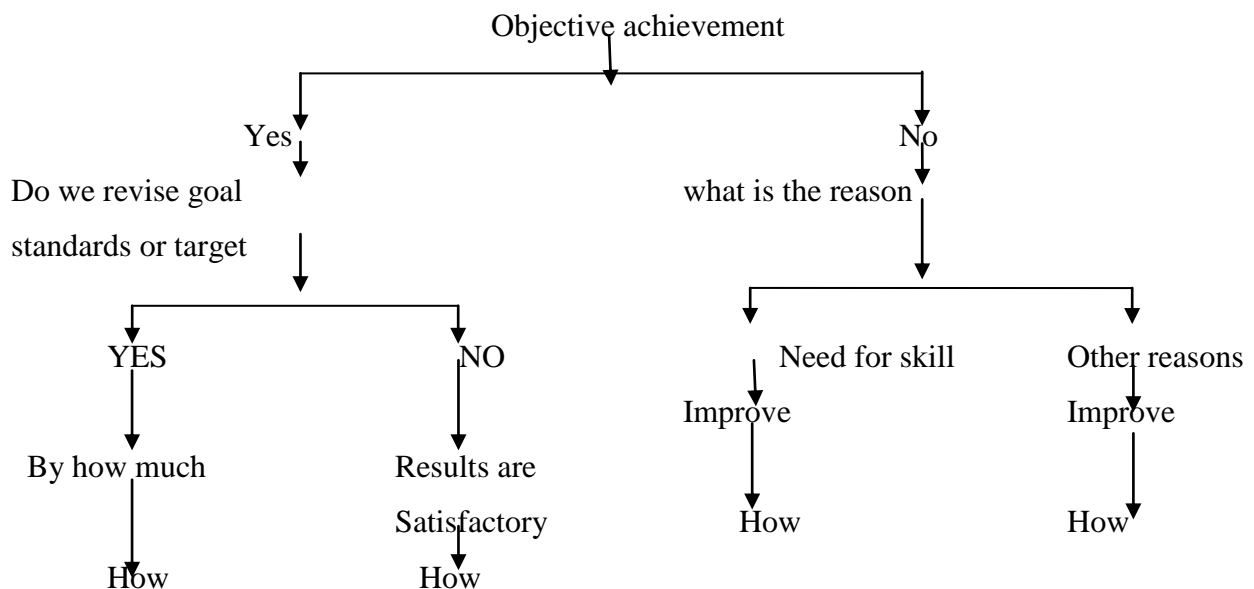 Objective achievement
Yes
No
Do we revise goal
what is the reason
standards or target
YES
NO
Need for skill
Other reasons
Improve
Improve
By how much
Results are
Satisfactory
How
How
How
How